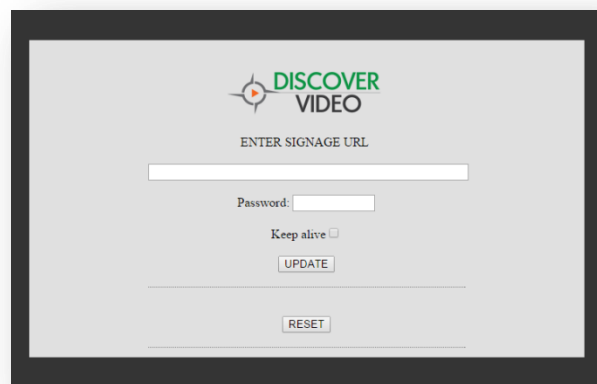 DISCOVER
VIDEO
ENTER SIGNAGE URL
Password:
Keep alive
UPDATE
RESET